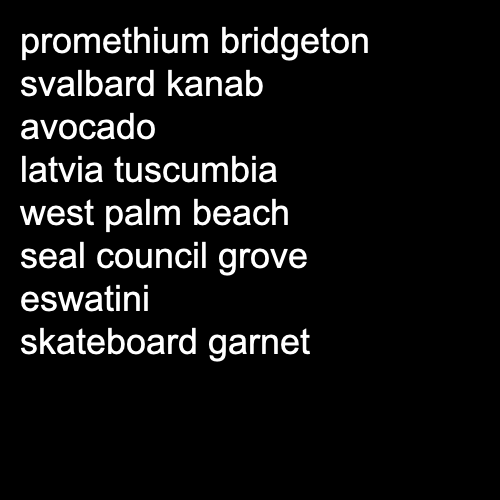 promethium bridgeton
svalbard kanab
avocado
latvia tuscumbia
west palm beach
seal council grove
eswatini
skateboard garnet